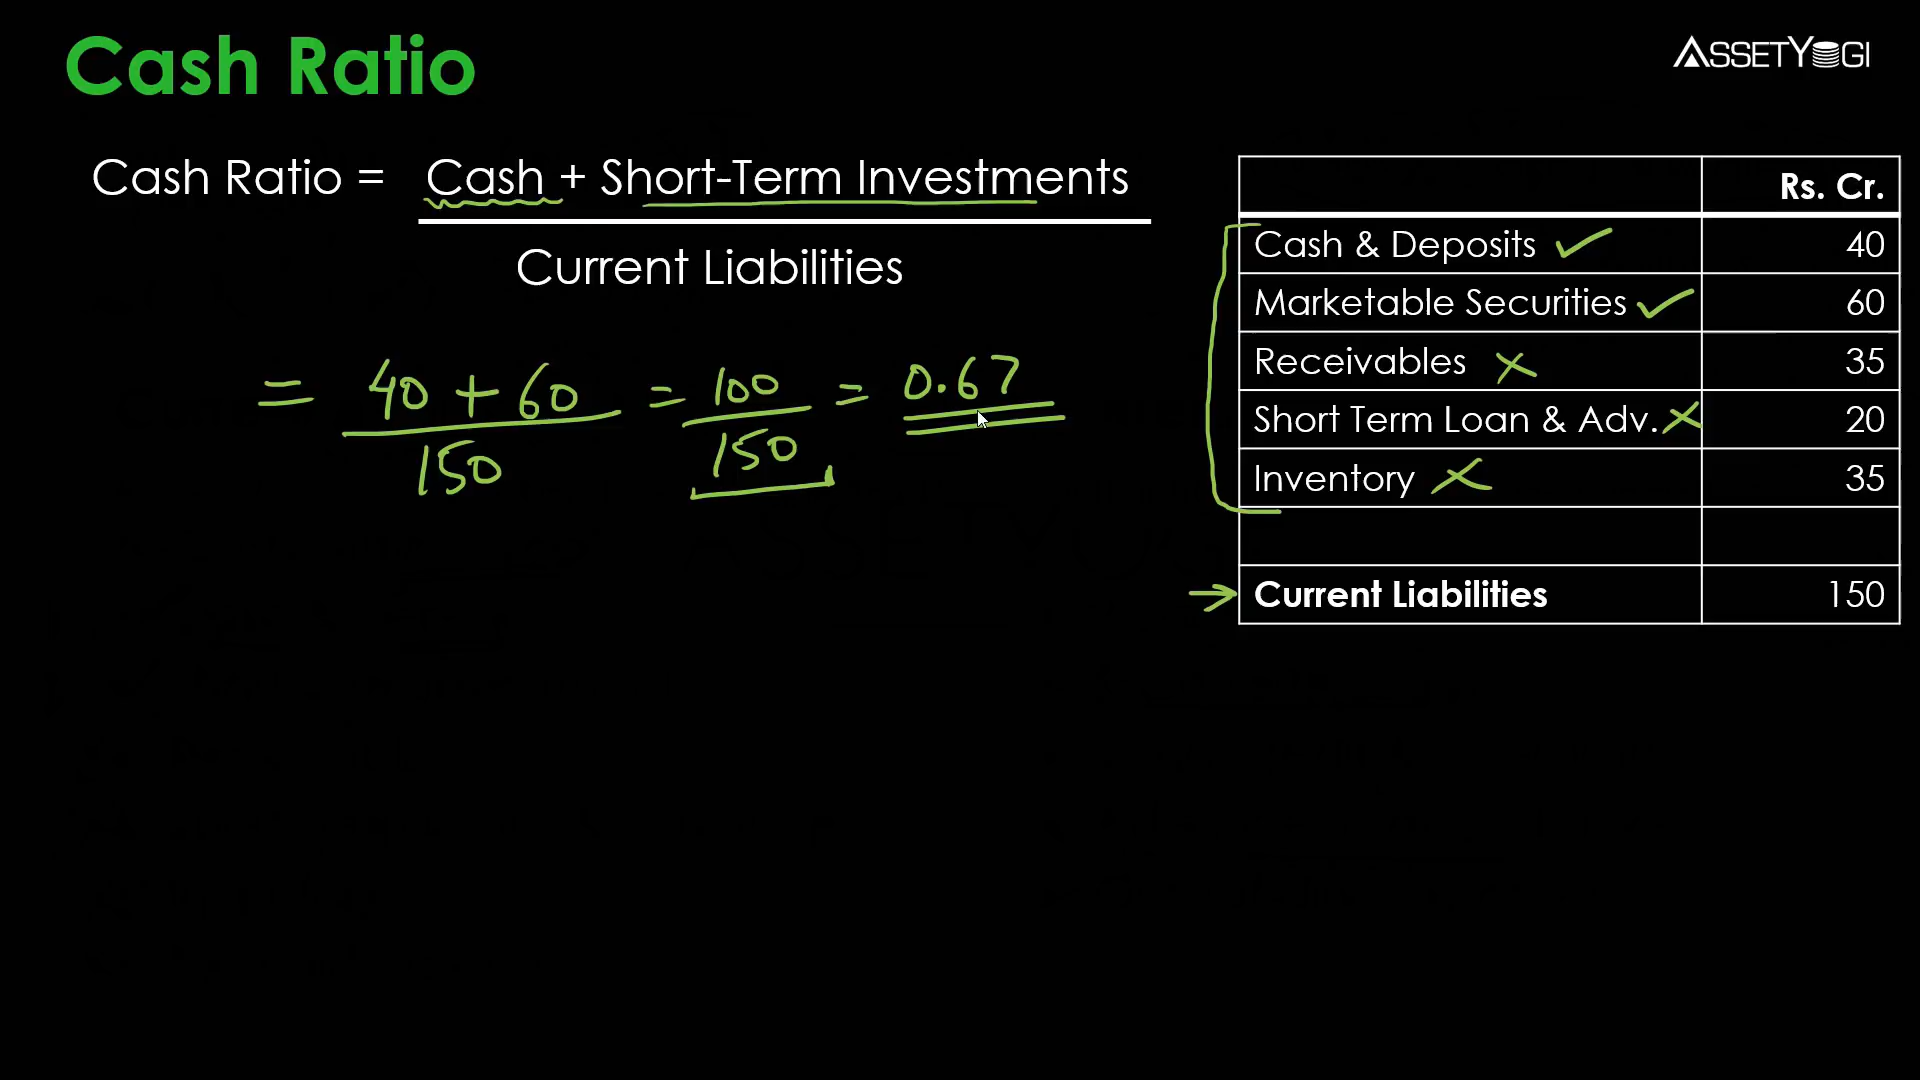 Cash Ratio
ASSETYOGI
Cash Ratio = Cash + Short-Term Investments
Current Liabilities
= 40 + 60 = 100 = 0.67
150 150
Rs. Cr.
Cash & Deposits ✓ 40
Marketable Securities ✓ 60
Receivables ✗ 35
Short Term Loan & Adv. ✗ 20
Inventory ✗ 35
→ Current Liabilities 150